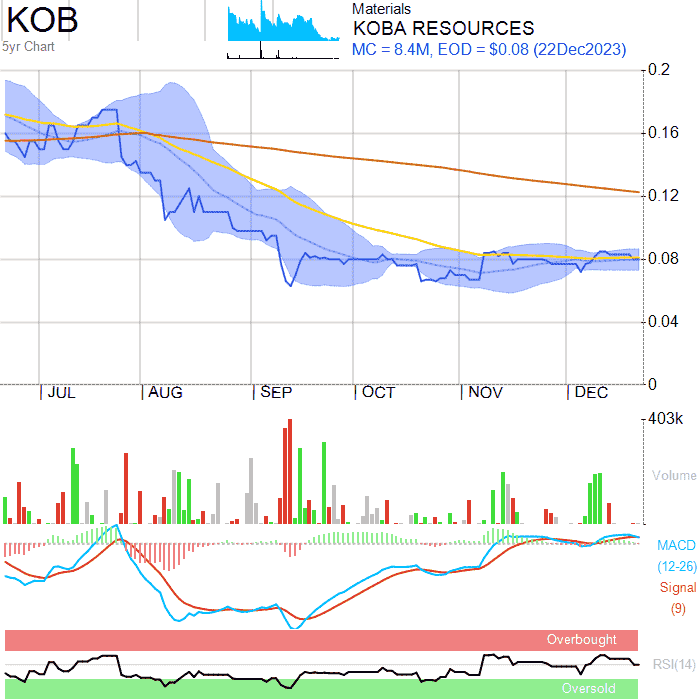 KOB
5yr Chart
Materials
KOBA RESOURCES
MC = 8.4M, EOD = $0.08 (22Dec2023)
0.2
0.16
0.12
0.08
0.04
0
JUL
AUG
SEP
OCT
NOV
DEC
403k
Volume
MACD
(12-26)
Signal
(9)
Overbought
RSI(14)
Oversold